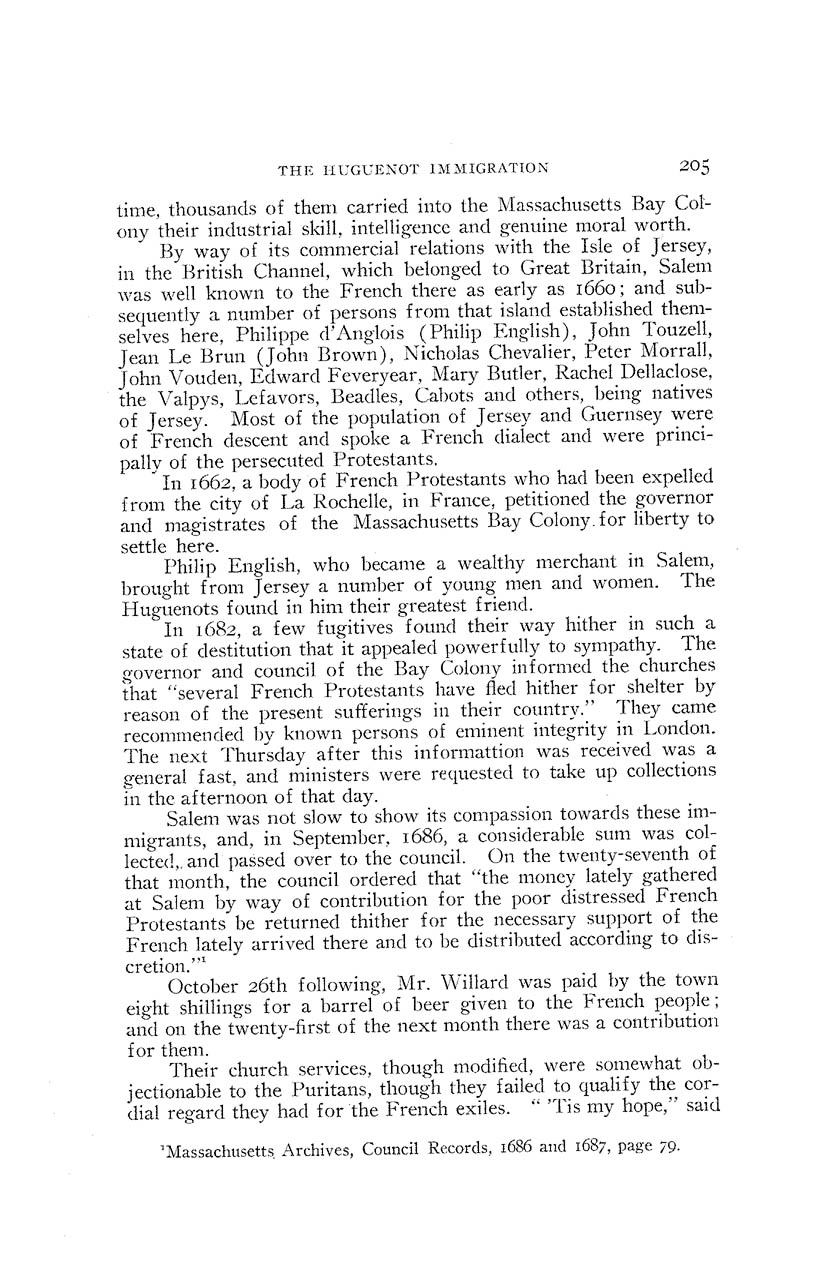 THE HUGUENOT IMMIGRATION 205
time, thousands of them carried into the Massachusetts Bay Col-
ony their industrial skill, intelligence and genuine moral worth.
By way of its commercial relations with the Isle of Jersey,
in the British Channel, which belonged to Great Britain, Salem
was well known to the French there as early as 1660; and sub-
sequently a number of persons from that island established them-
selves here, Philippe d'Anglois (Philip English), John Touzell,
Jean Le Brun (John Brown), Nicholas Chevalier, Peter Morrall,
John Vouden, Edward Feveryear, Mary Butler, Rachel Dellaclose,
the Valpys, Lefavors, Beadles, Cabots and others, being natives
of Jersey. Most of the population of Jersey and Guernsey were
of French descent and spoke a French dialect and were princi-
pally of the persecuted Protestants.
In 1662, a body of French Protestants who had been expelled
from the city of La Rochelle, in France, petitioned the governor
and magistrates of the Massachusetts Bay Colony for liberty to
settle here.
Philip English, who became a wealthy merchant in Salem,
brought from Jersey a number of young men and women. The
Huguenots found in him their greatest friend.
In 1682, a few fugitives found their way hither in such a
state of destitution that it appealed powerfully to sympathy. The
governor and council of the Bay Colony informed the churches
that "several French Protestants have fled hither for shelter by
reason of the present sufferings in their country." They came
recommended by known persons of eminent integrity in London.
The next Thursday after this informattion was received was a
general fast, and ministers were requested to take up collections
in the afternoon of that day.
Salem was not slow to show its compassion towards these im-
migrants, and, in September, 1686, a considerable sum was col-
lected, and passed over to the council. On the twenty-seventh of
that month, the council ordered that "the money lately gathered
at Salem by way of contribution for the poor distressed French
Protestants be returned thither for the necessary support of the
French lately arrived there and to be distributed according to dis-
cretion."¹
October 26th following, Mr. Willard was paid by the town
eight shillings for a barrel of beer given to the French people;
and on the twenty-first of the next month there was a contribution
for them.
Their church services, though modified, were somewhat ob-
jectionable to the Puritans, though they failed to qualify the cor-
dial regard they had for the French exiles. " 'Tis my hope," said
¹Massachusetts Archives, Council Records, 1686 and 1687, page 79.